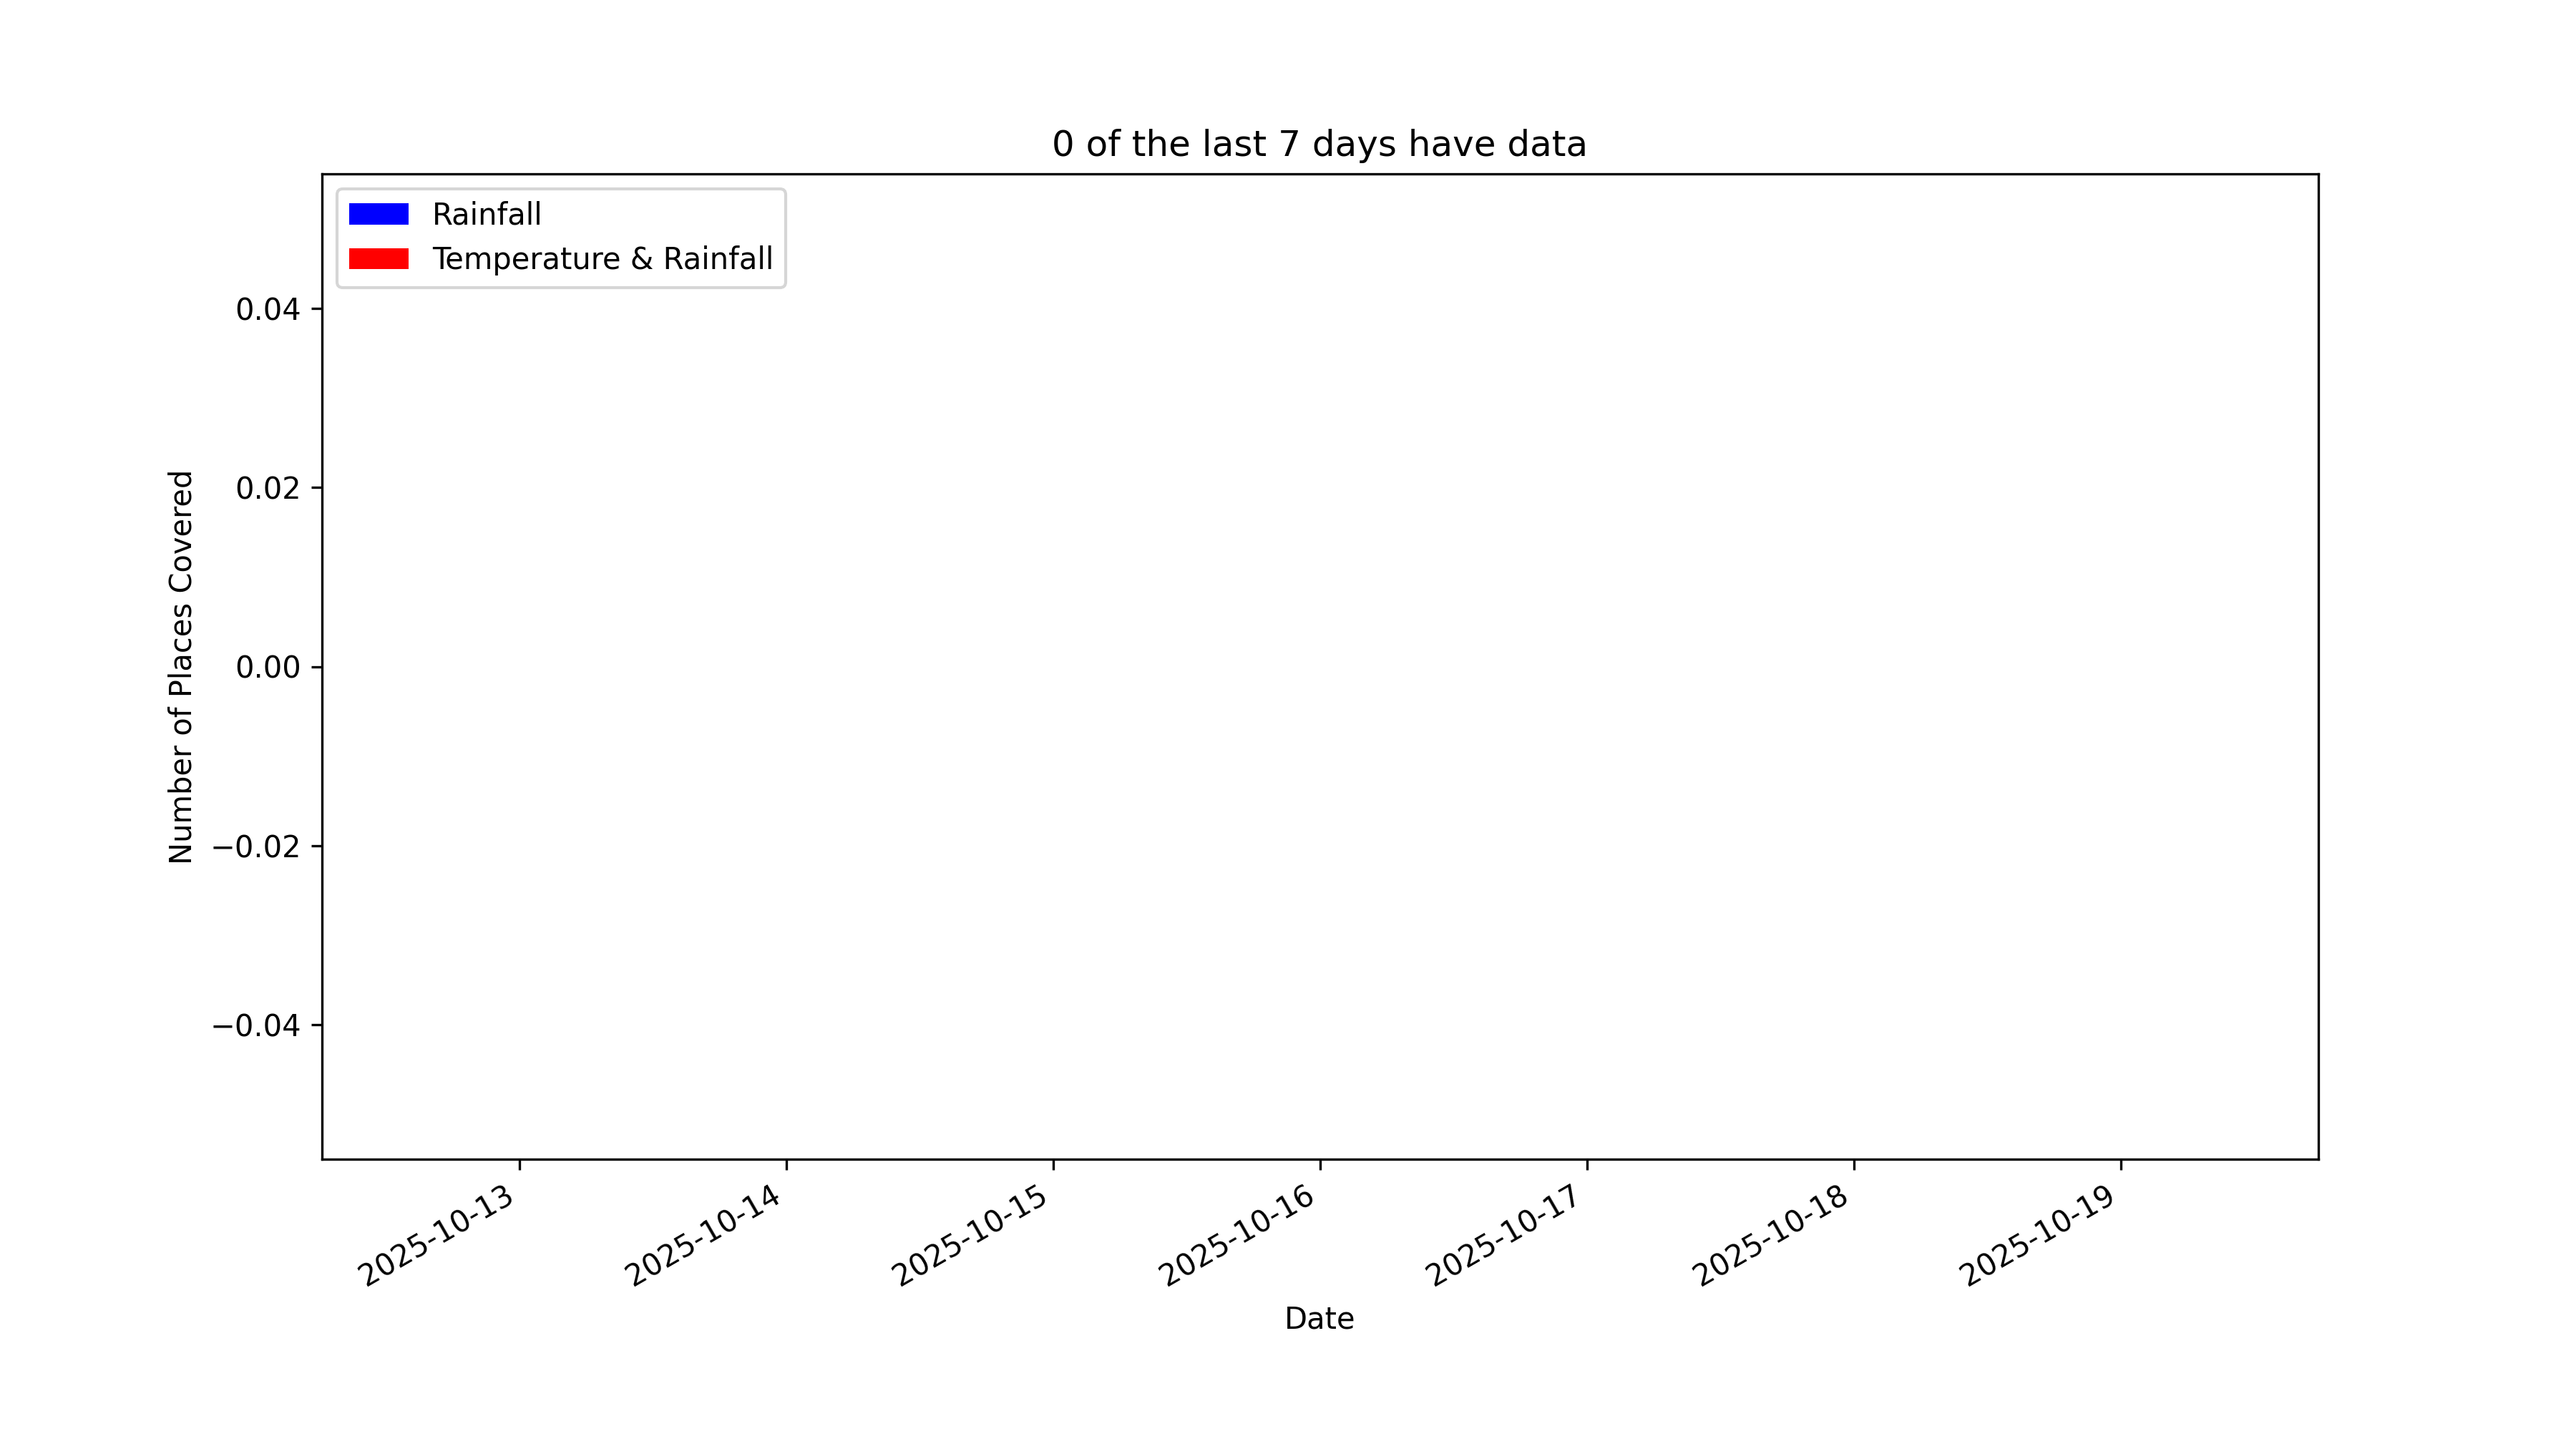 0 of the last 7 days have data
Rainfall
Temperature & Rainfall
Number of Places Covered
0.04
0.02
0.00
−0.02
−0.04
2025-10-13
2025-10-14
2025-10-15
2025-10-16
2025-10-17
2025-10-18
2025-10-19
Date